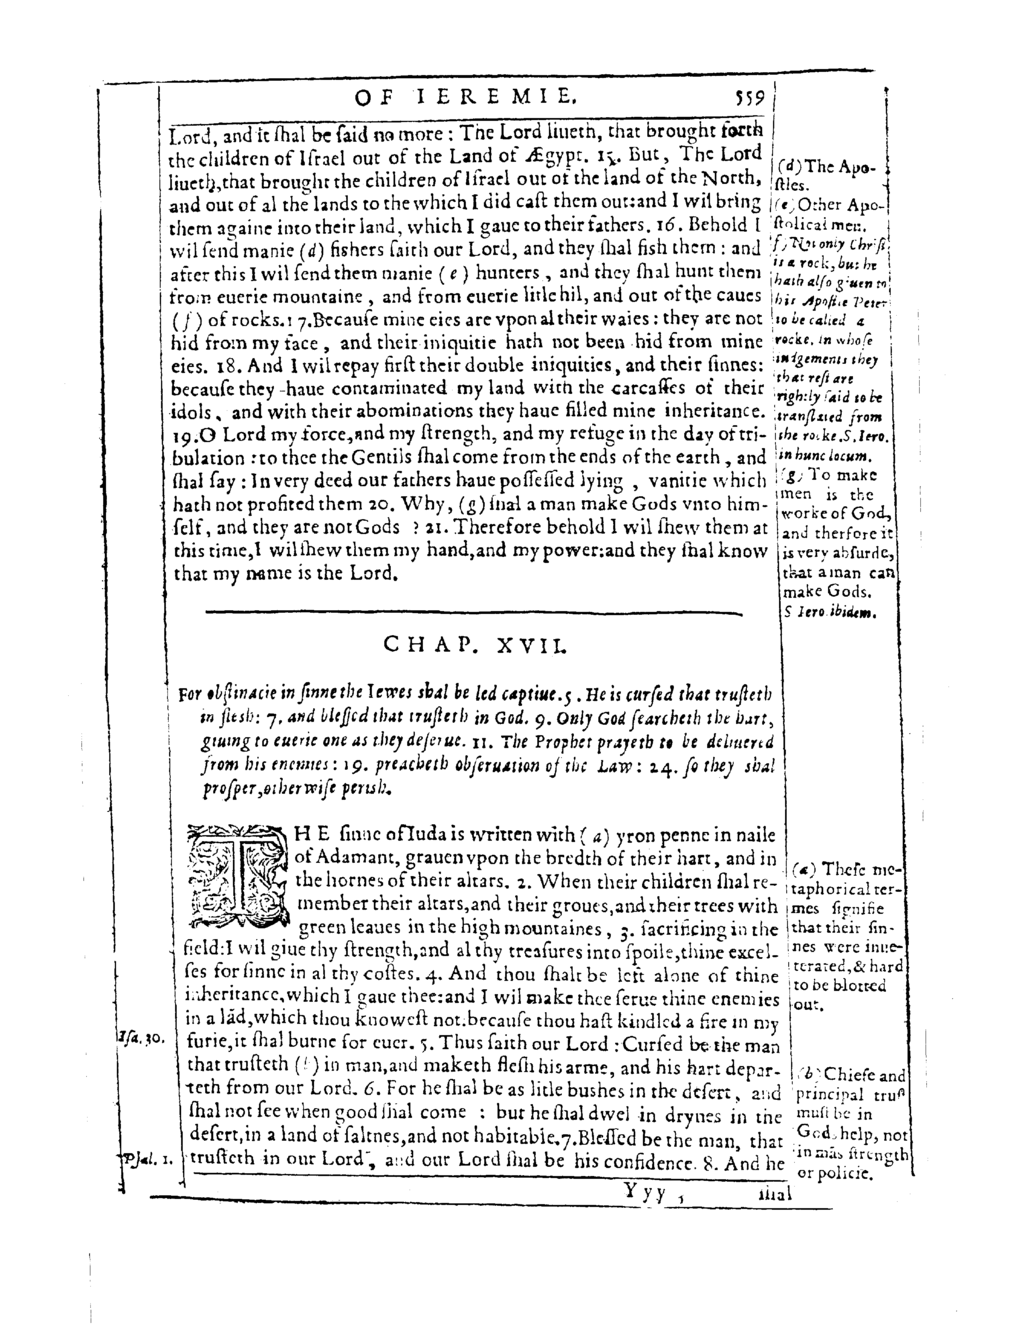 OF IEREMIE. 559
Lord, and it ſhal be ſaid no more : The Lord liueth, that brought forth
the children of Iſrael out of the Land of Ægypt. 15. But, The Lord
liueth, that brought the children of Iſrael out of the land of the North,
and out of al the lands to the which I did caſt them out: and I wil bring
them againe into their land, which I gaue to their fathers. 16. Behold I
wil ſend manie (d) fishers ſaith our Lord, and they ſhal fish them : and
after this I wil ſend them manie (e) hunters, and they ſhal hunt them
from euerie mountaine, and from euerie litle hil, and out of the caues
(f) of rocks. 17. Becauſe mine eies are vpon al their waies : they are not
hid from my face, and their iniquitie hath not been hid from mine
eies. 18. And I wil repay firſt their double iniquities, and their ſinnes:
becauſe they haue contaminated my land with the carcaſſes of their
idols, and with their abominations they haue filled mine inheritance.
19. O Lord my force, and my ſtrength, and my refuge in the day of tri-
bulation : to thee the Gentils ſhal come from the ends of the earth, and
ſhal ſay : In very deed our fathers haue poſſeſſed lying, vanitie which
hath not profited them 20. Why, (g) ſhal a man make Gods vnto him-
ſelf, and they are not Gods ? 21. Therefore behold I wil ſhew them at
this time, I wil ſhew them my hand, and my power: and they ſhal know
that my name is the Lord.
(d) The Apo-
ſtles.
(e) Other Apo-
ſtolical men.
(f) Not only Chriſt
is a rock, but he
hath alſo giuen to
his Apoſtle Peter
to be called a
rocke, in whoſe
iudgements they
that reſt are
rightly ſaid to be
tranſlated from
the rocke. S. Iero.
in hunc locum.
(g) To make
men is the
worke of God,
and therfore it
is very abſurde,
that a man can
make Gods.
S Iero ibidem.
CHAP. XVII.
For obſtinacie in ſinne the Iewes shal be led captiue. 5. He is curſed that truſteth
in flesh: 7. and bleſſed that truſteth in God. 9. Only God ſearcheth the hart,
giuing to euerie one as they deſerue. 11. The Prophet prayeth to be deliuered
from his enemies : 19. preacheth obſeruation of the Law : 24. ſo they shal
proſper, otherwiſe perish.
THE ſinne of Iuda is written with (a) yron penne in naile
of Adamant, grauen vpon the bredth of their hart, and in
the hornes of their altars. 2. When their children ſhal re-
member their altars, and their groues, and their trees with
green leaues in the high mountaines, 3. ſacrificing in the
field: I wil giue thy ſtrength, and al thy treaſures into ſpoile, thine excel-
ſes for ſinne in al thy coſtes. 4. And thou ſhalt be left alone of thine
inheritance, which I gaue thee: and I wil make thee ſerue thine enemies
in a lãd, which thou knoweſt not: becauſe thou haſt kindled a fire in my
furie, it ſhal burne for euer. 5. Thus ſaith our Lord : Curſed be the man
that truſteth (b) in man, and maketh fleſh his arme, and his hart depar-
teth from our Lord. 6. For he ſhal be as litle bushes in the deſert, and
ſhal not ſee when good ſhal come : but he ſhal dwel in drynes in the
deſert, in a land of ſaltnes, and not habitable. 7. Bleſſed be the man, that
truſteth in our Lord, and our Lord ſhal be his confidence. 8. And he
Yyy ſhal
(a) Theſe me-
taphorical ter-
mes ſignifie
that their ſin-
nes were inue-
terated, & hard
to be blotted
out.
(b) Chiefe and
principal truſt
muſt be in
God, help, not
in mãs ſtrength
or policie.
Iſa. 30.
Pſal. 1.